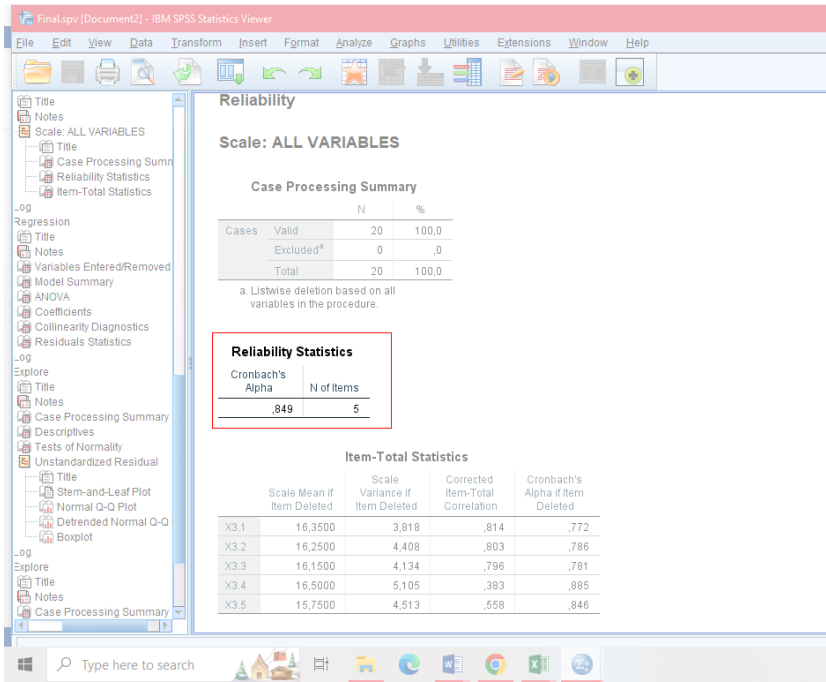 Final.spv [Document2] - IBM SPSS Statistics Viewer
File Edit View Data Transform Insert Format Analyze Graphs Utilities Extensions Window Help
Title
Notes
Scale: ALL VARIABLES
Title
Case Processing Summ
Reliability Statistics
Item-Total Statistics
Log
Regression
Title
Notes
Variables Entered/Removed
Model Summary
ANOVA
Coefficients
Collinearity Diagnostics
Residuals Statistics
Log
Explore
Title
Notes
Case Processing Summary
Descriptives
Tests of Normality
Unstandardized Residual
Title
Stem-and-Leaf Plot
Normal Q-Q Plot
Detrended Normal Q-Q
Boxplot
Log
Explore
Title
Notes
Case Processing Summary
Reliability
Scale: ALL VARIABLES
Case Processing Summary
N %
Cases Valid 20 100,0
Excludedᵃ 0 ,0
Total 20 100,0
a. Listwise deletion based on all
variables in the procedure.
Reliability Statistics
Cronbach's
Alpha N of Items
,849 5
Item-Total Statistics
Scale Mean if
Item Deleted
Scale
Variance if
Item Deleted
Corrected
Item-Total
Correlation
Cronbach's
Alpha if Item
Deleted
X3.1 16,3500 3,818 ,814 ,772
X3.2 16,2500 4,408 ,803 ,786
X3.3 16,1500 4,134 ,796 ,781
X3.4 16,5000 5,105 ,383 ,885
X3.5 15,7500 4,513 ,558 ,846
Type here to search